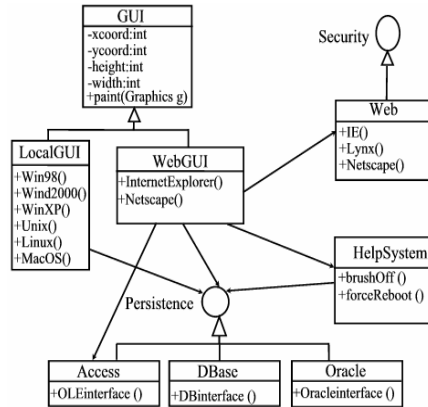 GUI
-xcoord:int
-ycoord:int
-height:int
-width:int
+paint(Graphics g)
Security
Web
+IE()
+Lynx()
+Netscape()
LocalGUI
+Win98()
+Wind2000()
+WinXP()
+Unix()
+Linux()
+MacOS()
WebGUI
+InternetExplorer()
+Netscape()
HelpSystem
+brushOff ()
+forceReboot ()
Persistence
Access
+OLEinterface ()
DBase
+DBinterface ()
Oracle
+Oracleinterface ()